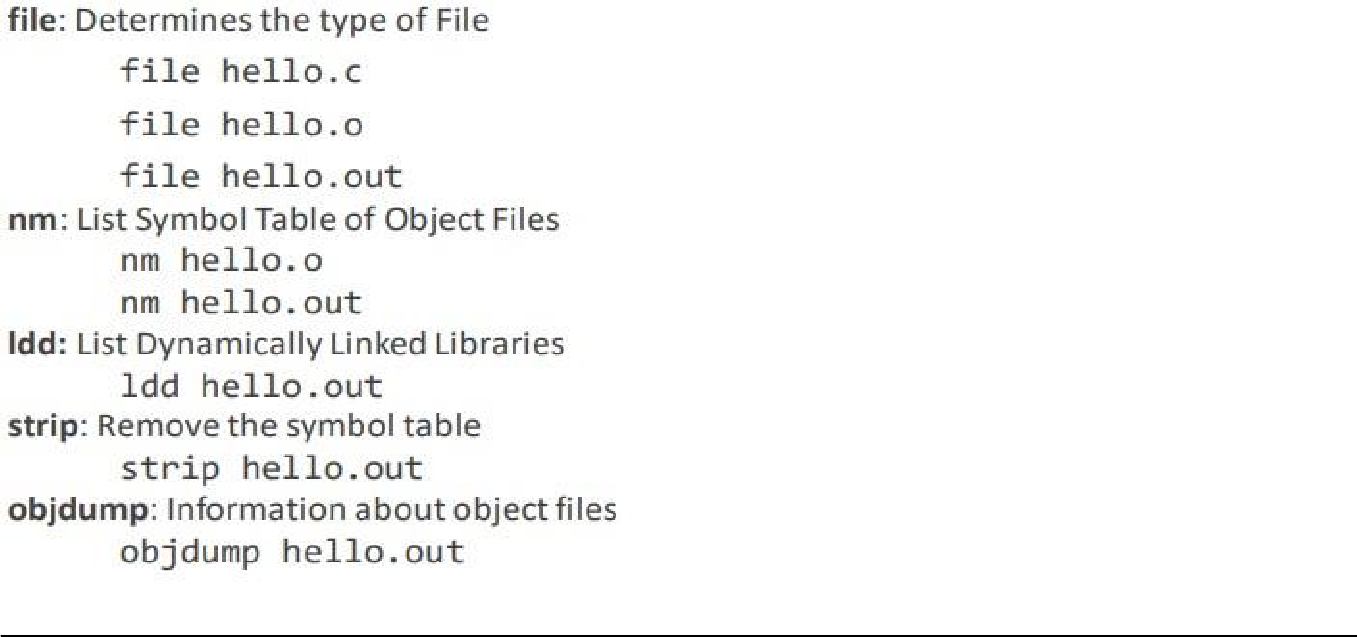 file: Determines the type of File
file hello.c
file hello.o
file hello.out
nm: List Symbol Table of Object Files
nm hello.o
nm hello.out
ldd: List Dynamically Linked Libraries
ldd hello.out
strip: Remove the symbol table
strip hello.out
objdump: Information about object files
objdump hello.out